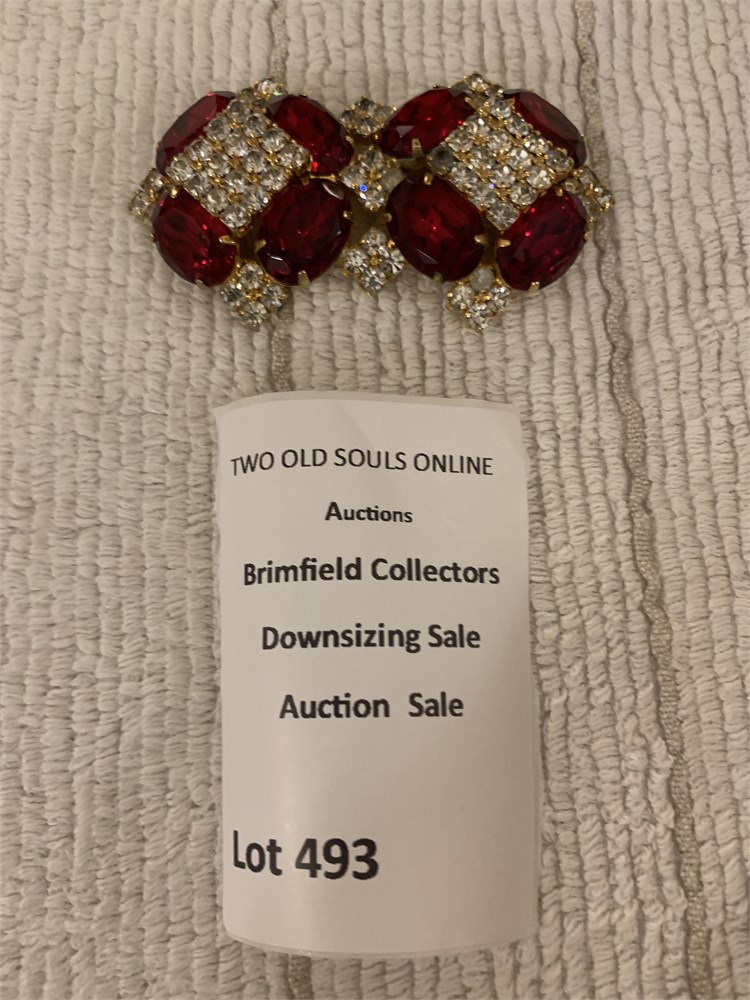 TWO OLD SOULS ONLINE
Auctions
Brimfield Collectors
Downsizing Sale
Auction Sale
Lot 493